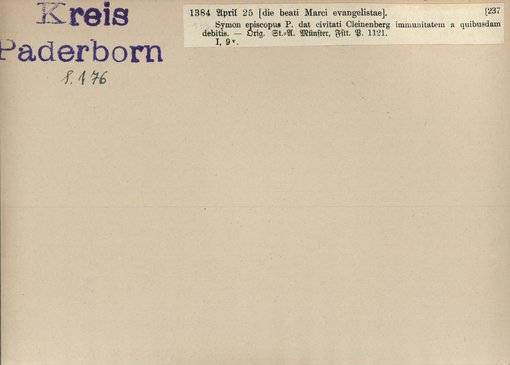 Kreis
Paderborn
S. 176
1384 April 25 [die beati Marci evangelistae]. [237
Symon episcopus P. dat civitati Cleinenberg immunitatem a quibusdam
debitis. — Orig. St.-A. Münster, Fstt. P. 1121.
I, 9v.